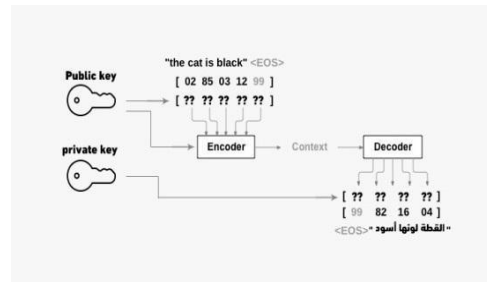 "the cat is black" <EOS>
Public key
[ 02 85 03 12 99 ]
[ ?? ?? ?? ?? ?? ]
private key
Encoder
Context
Decoder
[ ?? ?? ?? ?? ]
[ 99 82 16 04 ]
<EOS> "القطة لونها أسود"